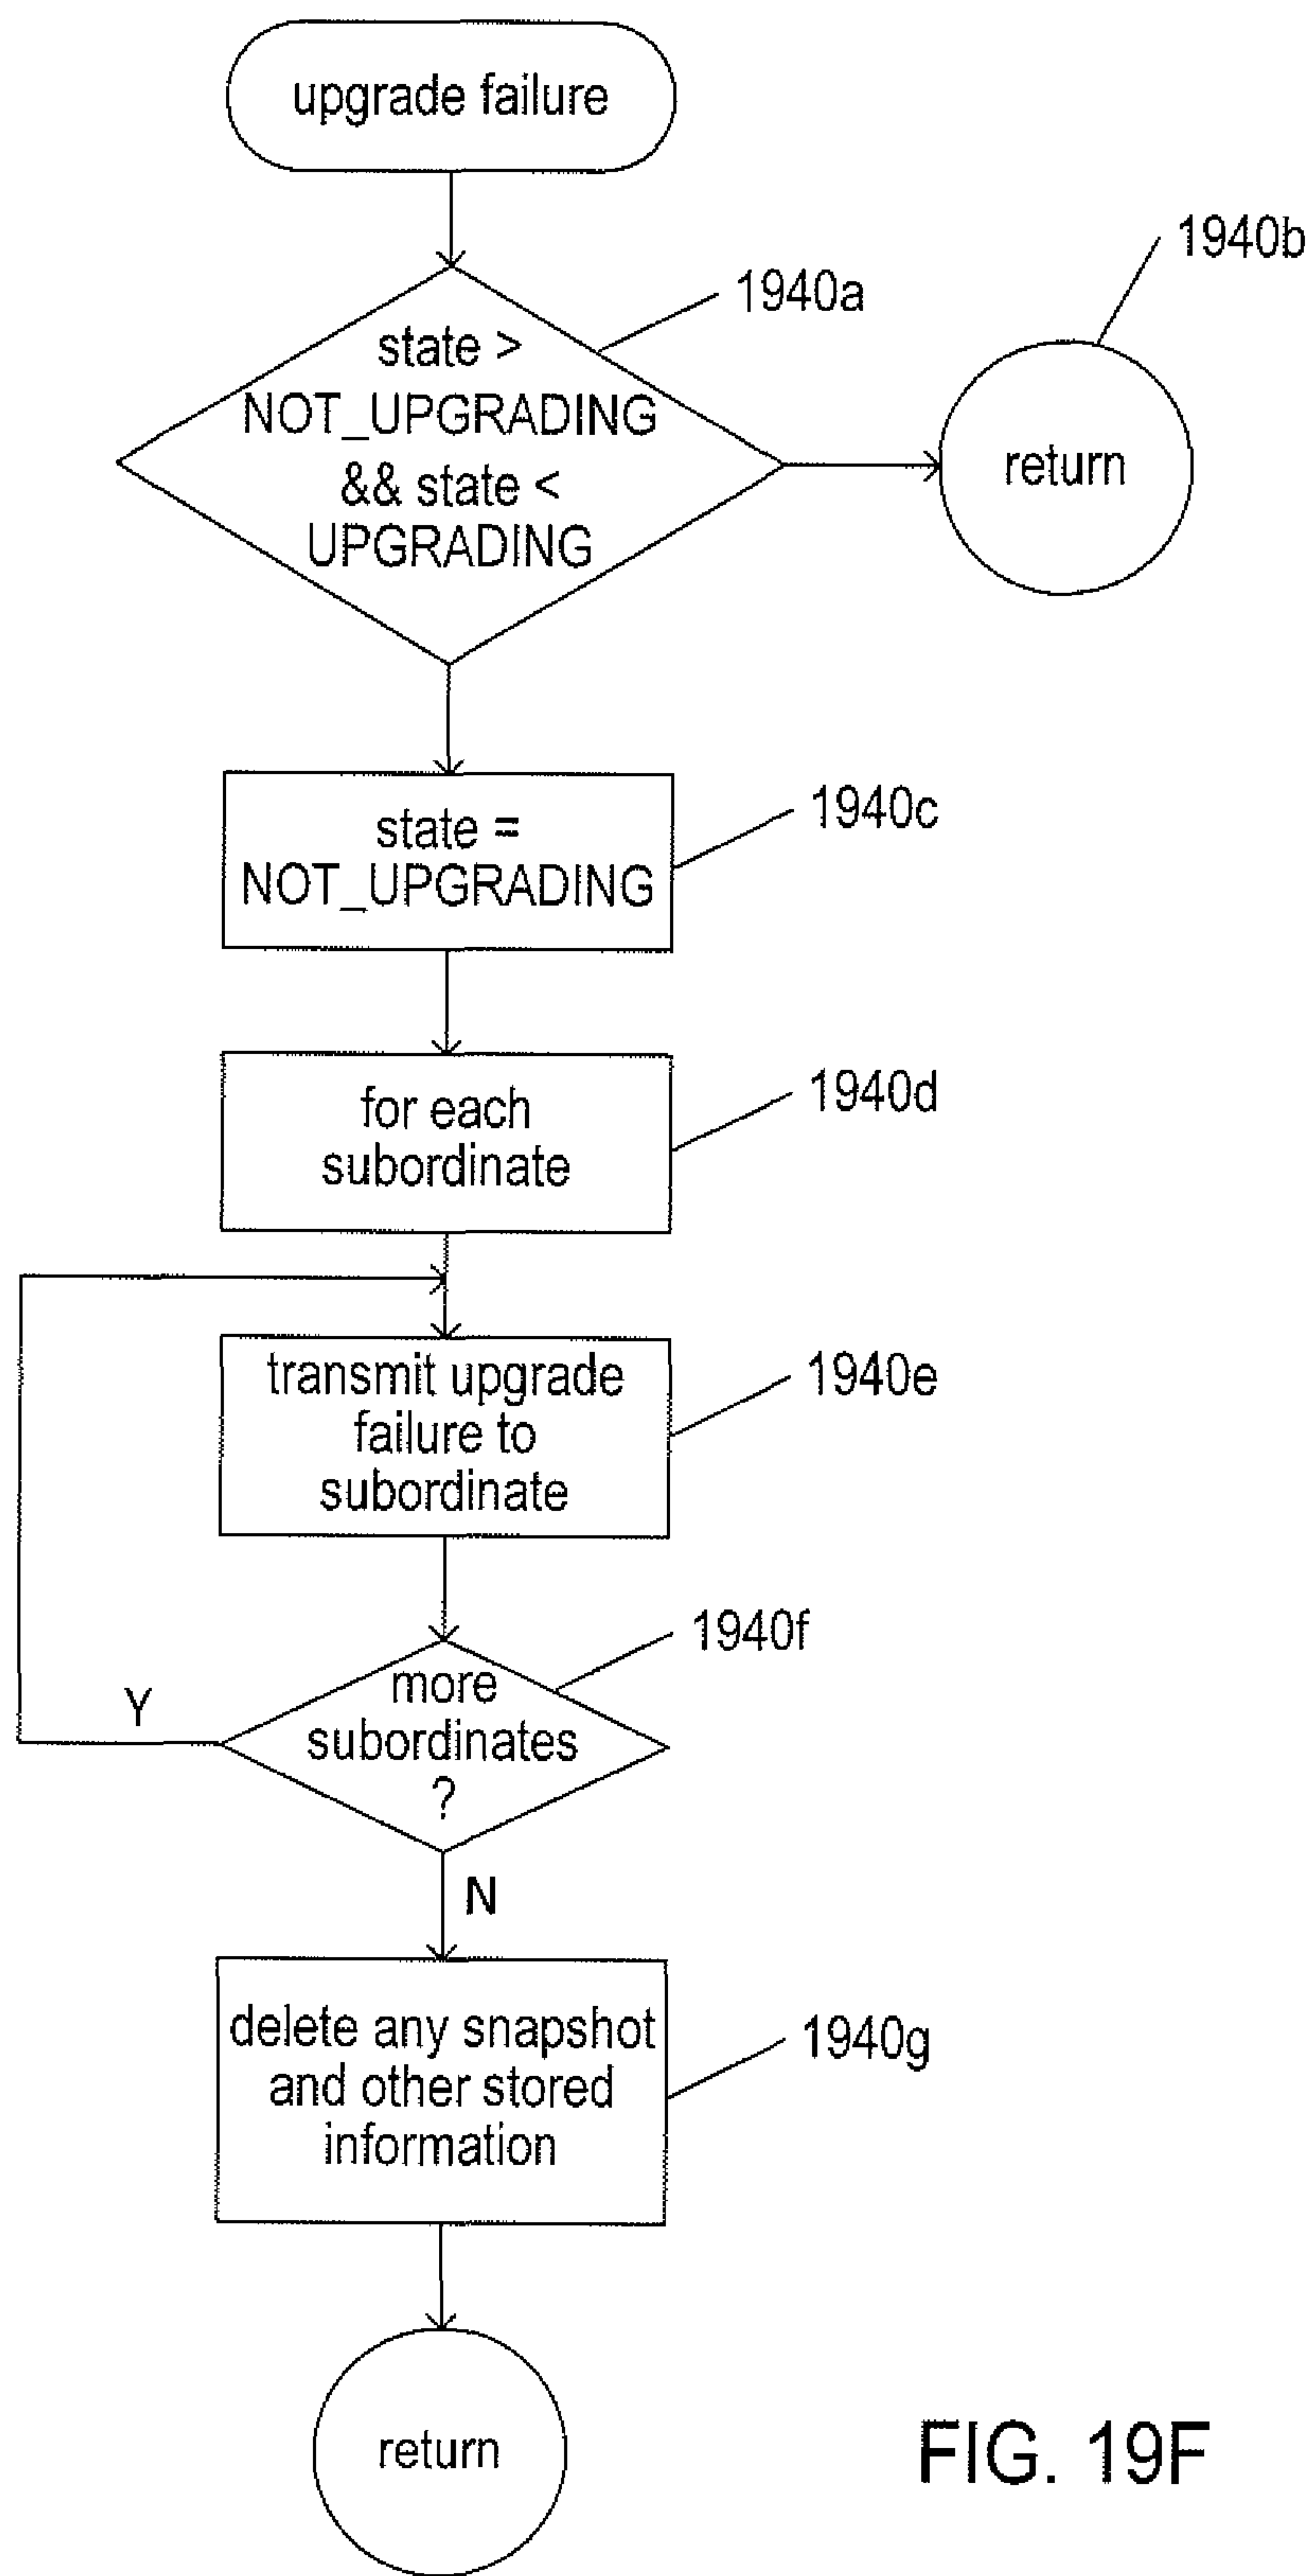 upgrade failure
1940b
1940a
state >
NOT_UPGRADING
&& state <
UPGRADING
return
state =
NOT_UPGRADING
1940c
for each
subordinate
1940d
transmit upgrade
failure to
subordinate
1940e
1940f
more
subordinates
?
Y
N
delete any snapshot
and other stored
information
1940g
return
FIG. 19F